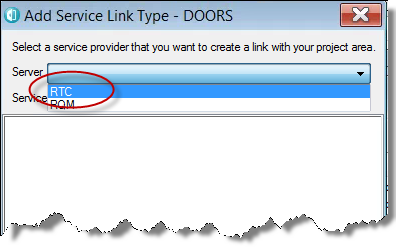 Add Service Link Type - DOORS
Select a service provider that you want to create a link with your project area.
Server
RTC
Service
RQM